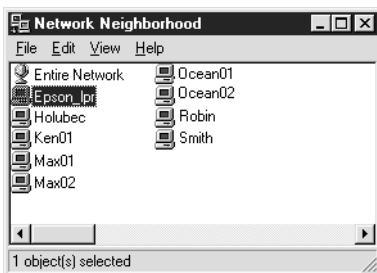 Network Neighborhood
File Edit View Help
Entire Network
Epson_lpr
Holubec
Ken01
Max01
Max02
Ocean01
Ocean02
Robin
Smith
1 object(s) selected